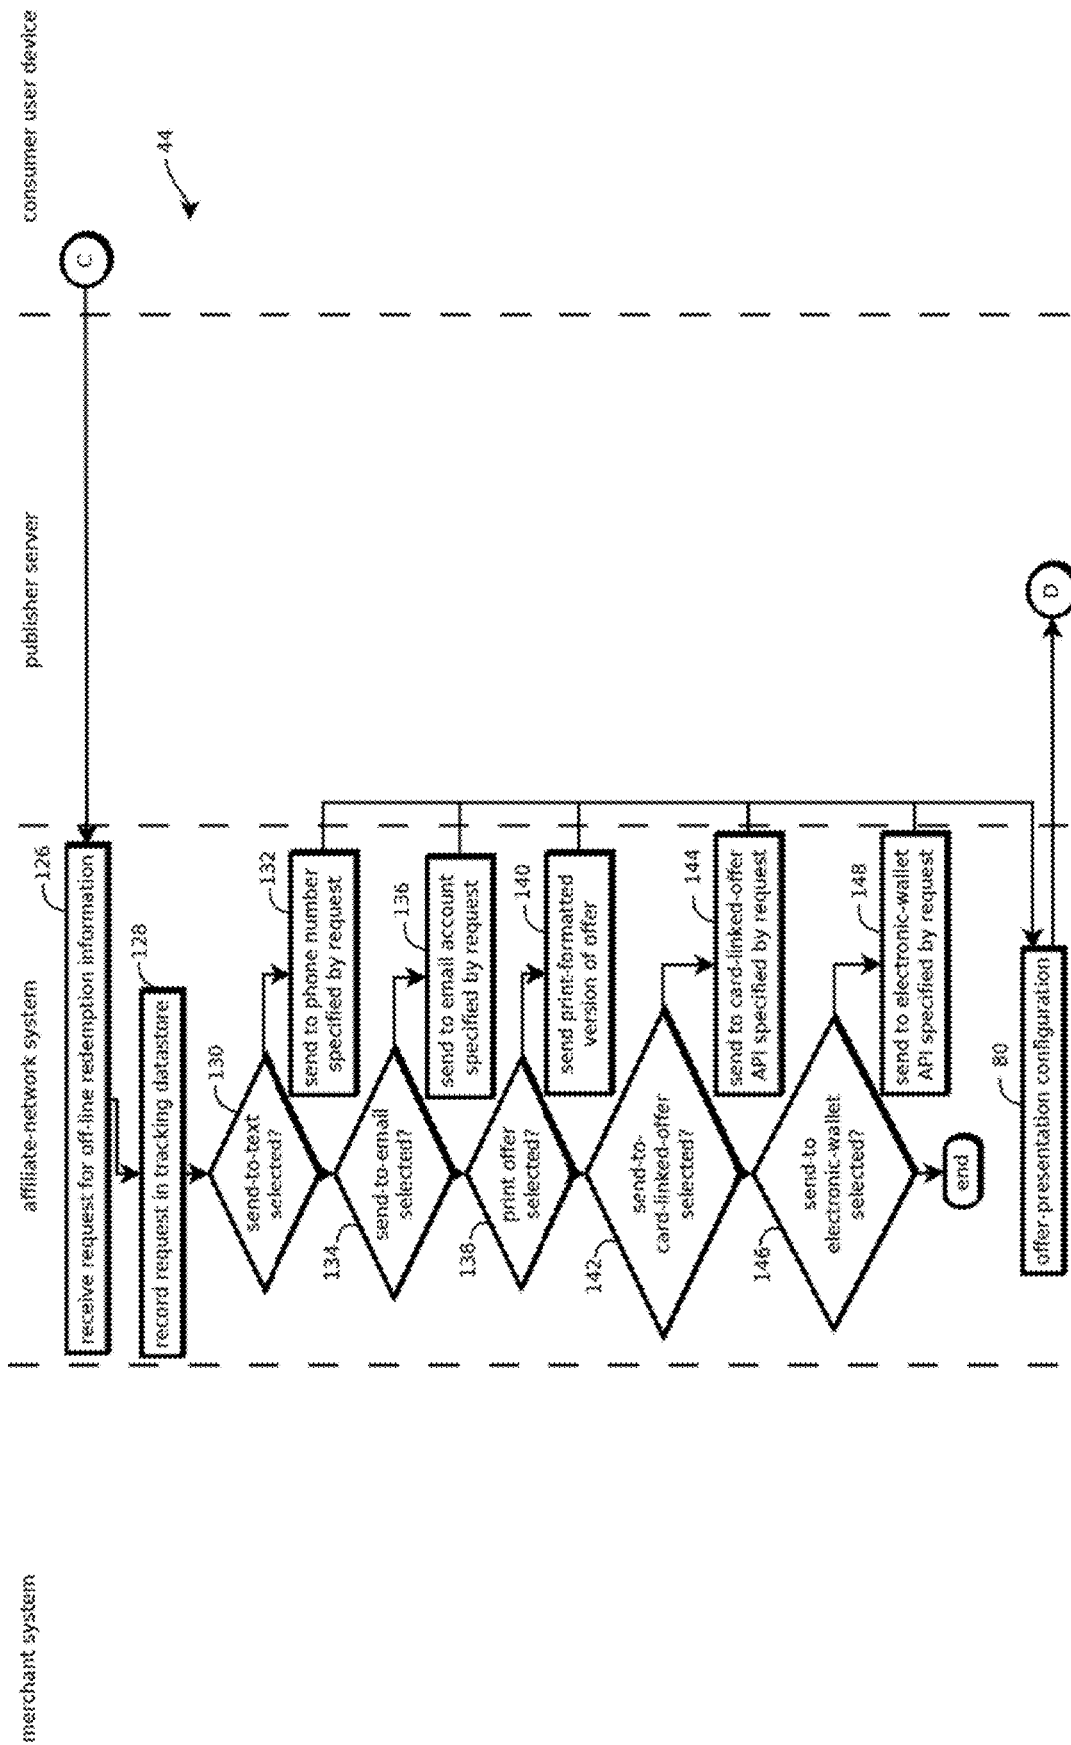 merchant system
affiliate-network system
publisher server
consumer user device
44
C
126
receive request for off-line redemption information
128
record request in tracking datastore
130
send-to-text
selected?
132
send to phone number
specified by request
134
send-to-email
selected?
136
send to email account
specified by request
138
print offer
selected?
140
send print-formatted
version of offer
142
send-to-
card-linked-offer
selected?
144
send to card-linked-offer
API specified by request
146
send-to
electronic-wallet
selected?
148
send to electronic-wallet
API specified by request
end
80
offer-presentation configuration
D